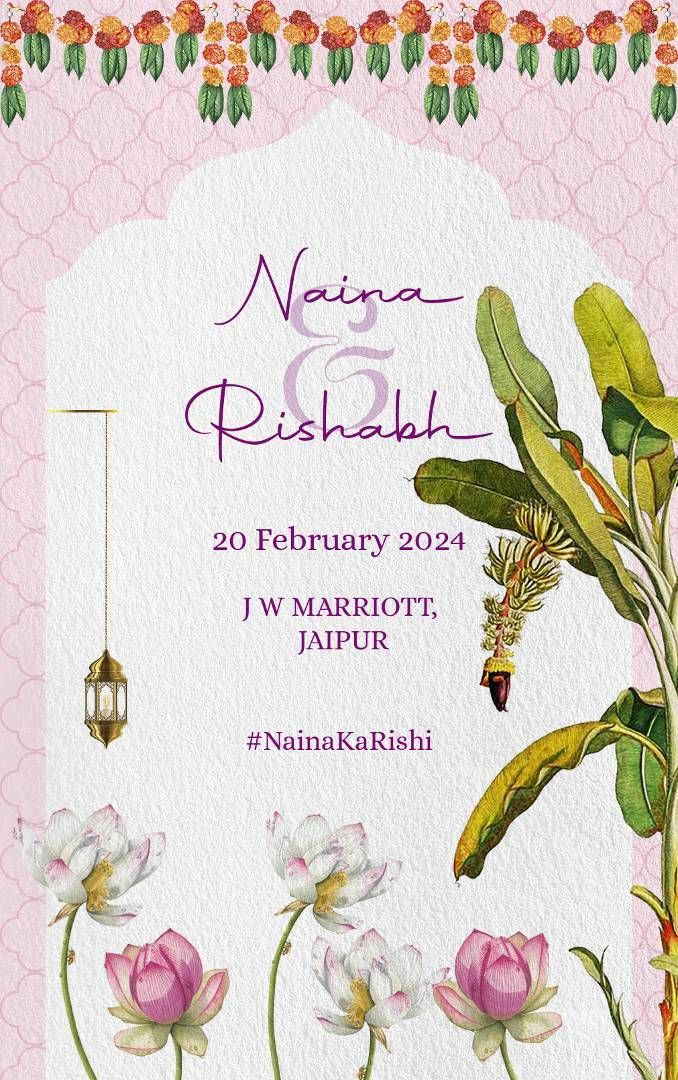 Naina
&
Rishabh
20 February 2024
J W MARRIOTT,
JAIPUR
#NainaKaRishi